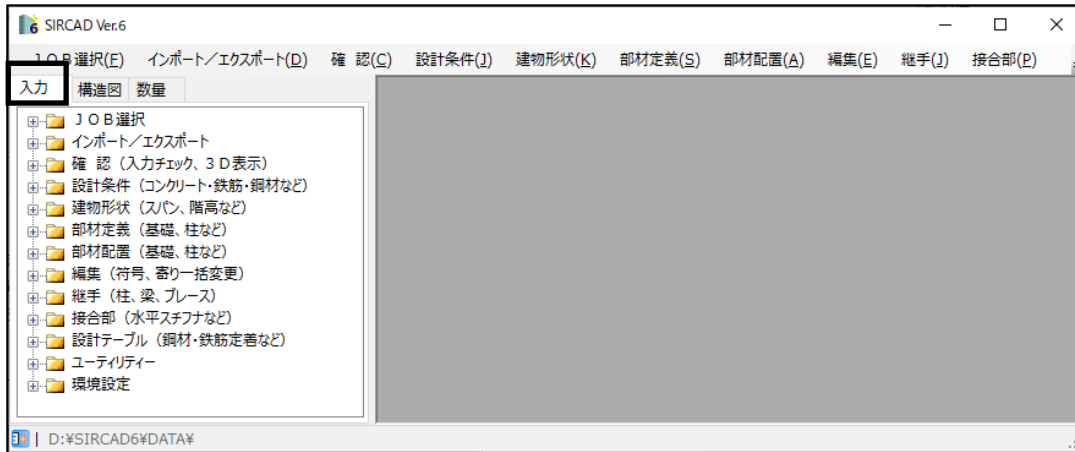 SIRCAD Ver.6
JOB選択(F) インポート/エクスポート(D) 確 認(C) 設計条件(J) 建物形状(K) 部材定義(S) 部材配置(A) 編集(E) 継手(J) 接合部(P)
入力 構造図 数量
JOB選択
インポート/エクスポート
確 認 (入力チェック、3D表示)
設計条件 (コンクリート・鉄筋・鋼材など)
建物形状 (スパン、階高など)
部材定義 (基礎、柱など)
部材配置 (基礎、柱など)
編集 (符号、寄り一括変更)
継手 (柱、梁、ブレース)
接合部 (水平スチフナなど)
設計テーブル (鋼材・鉄筋定着など)
ユーティリティー
環境設定
D:¥SIRCAD6¥DATA¥